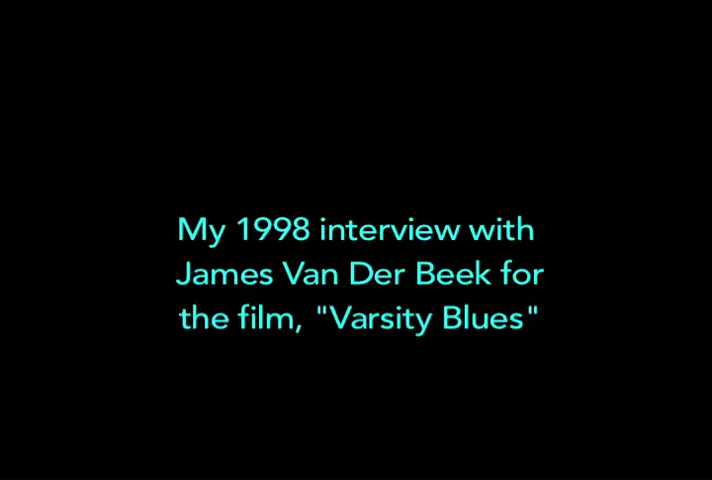 My 1998 interview with
James Van Der Beek for
the film, "Varsity Blues"